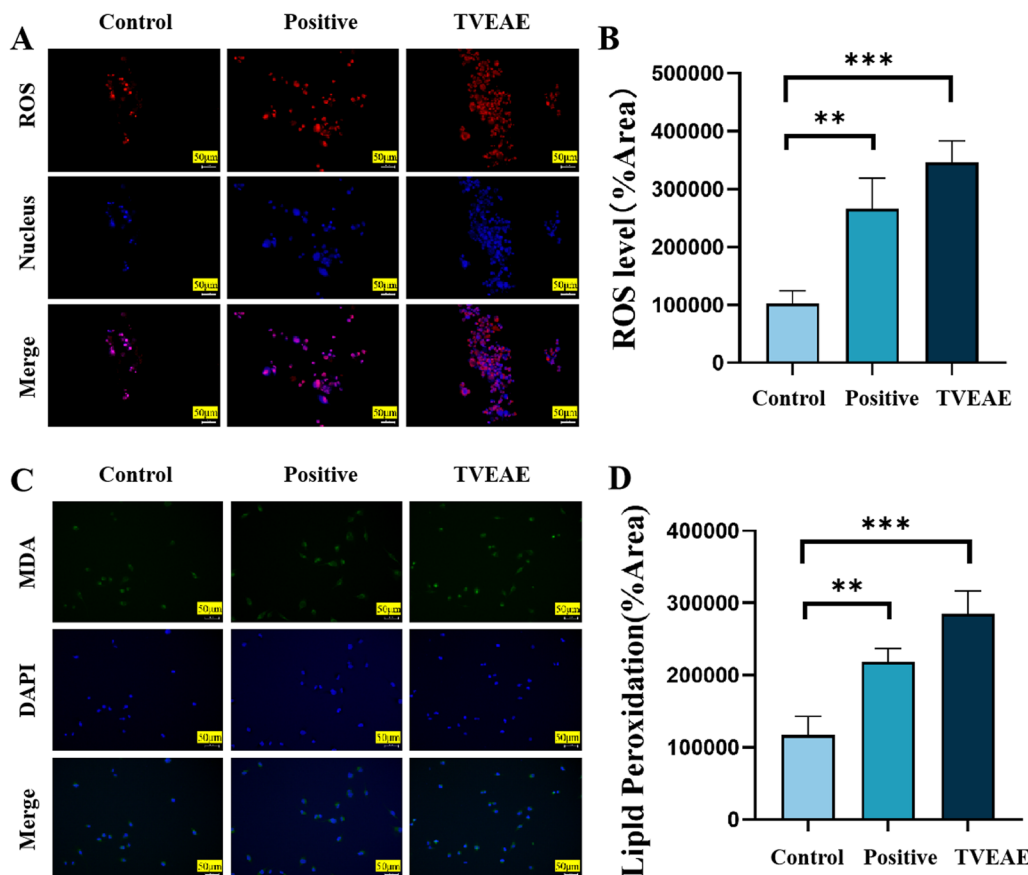 A
Control Positive TVEAE
ROS
50μm 50μm 50μm
Nucleus
50μm 50μm 50μm
Merge
50μm 50μm 50μm
B
ROS level(%Area)
500000
400000
300000
200000
100000
0
***
**
Control Positive TVEAE
C
Control Positive TVEAE
MDA
50μm 50μm 50μm
DAPI
50μm 50μm 50μm
Merge
50μm 50μm 50μm
D
Lipld Peroxidation(%Area)
400000
300000
200000
100000
0
***
**
Control Positive TVEAE